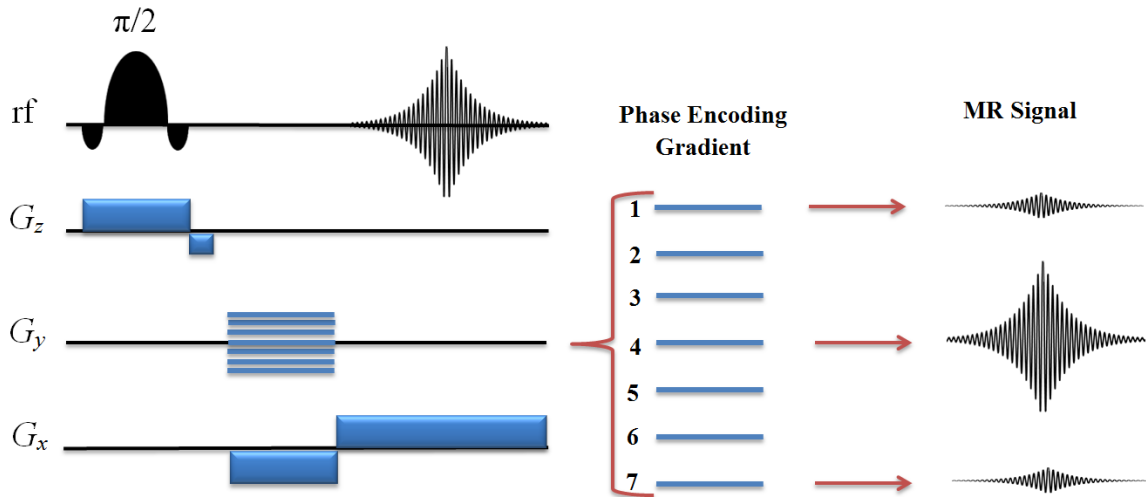 π/2
rf
Gz
Gy
Gx
Phase Encoding
Gradient
1
2
3
4
5
6
7
MR Signal